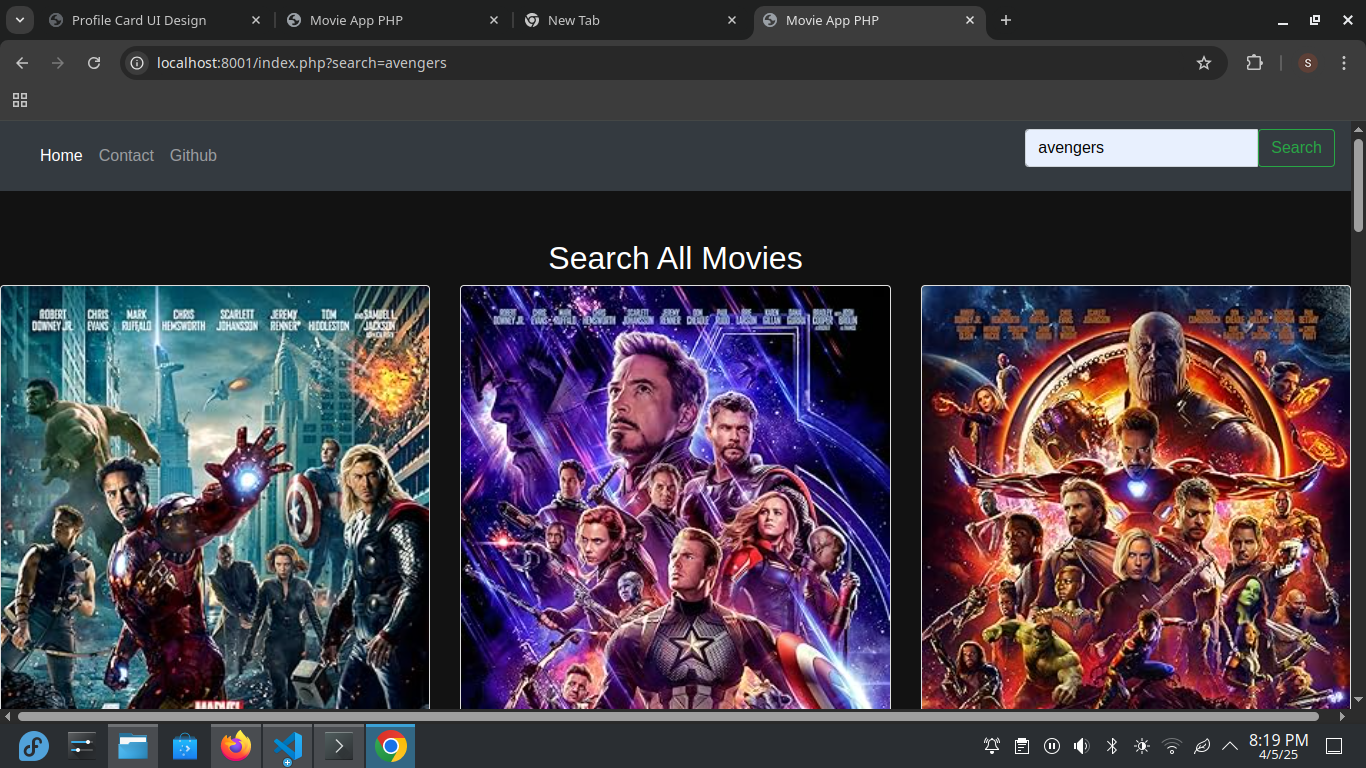 Profile Card UI Design
Movie App PHP
New Tab
Movie App PHP
localhost:8001/index.php?search=avengers
S
Home Contact Github
avengers
Search
Search All Movies
ROBERT DOWNEY JR.
CHRIS EVANS
MARK RUFFALO
CHRIS HEMSWORTH
SCARLETT JOHANSSON
JEREMY RENNER
TOM HIDDLESTON
AND SAMUEL L. JACKSON
MARVEL
8:19 PM
4/5/25